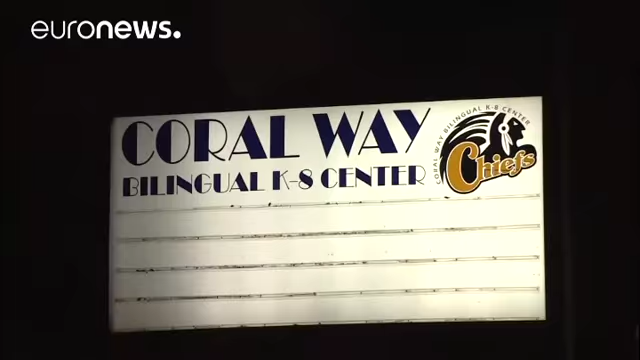 euronews.
CORAL WAY
BILINGUAL K-8 CENTER
CORAL WAY BILINGUAL K-8 CENTER
Chiefs